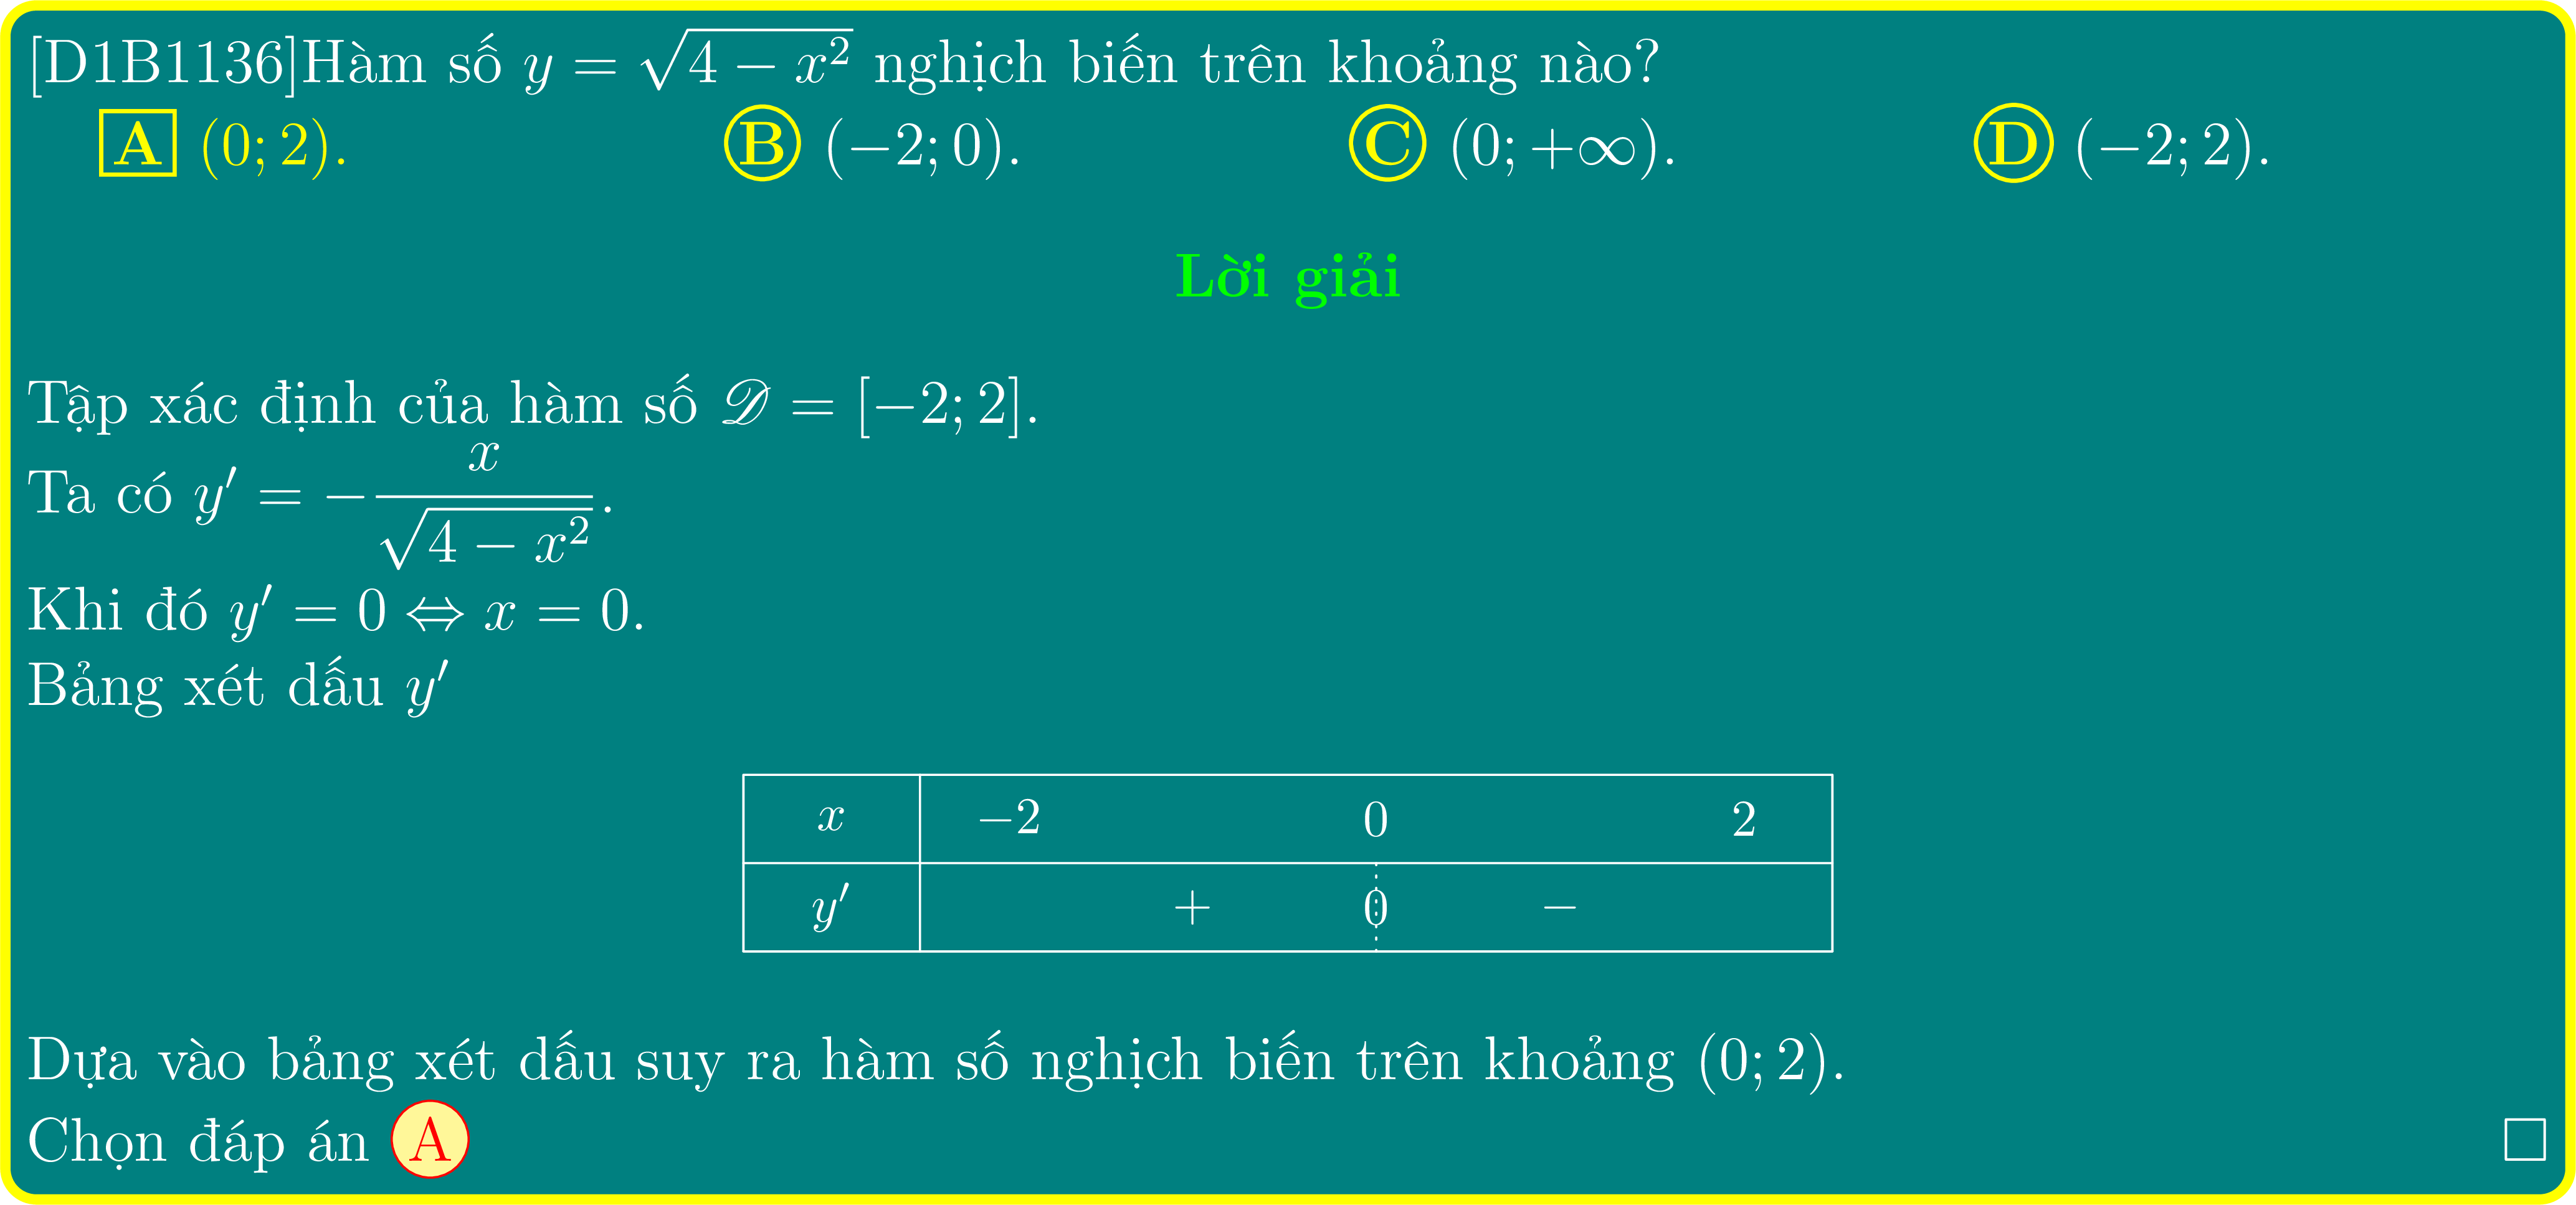 [D1B1136]Hàm số $y = \sqrt{4 - x^2}$ nghịch biến trên khoảng nào?
A (0; 2). B (−2; 0). C (0; +∞). D (−2; 2).
Lời giải
Tập xác định của hàm số $\mathscr{D} = [-2; 2]$.
Ta có $y' = -\dfrac{x}{\sqrt{4 - x^2}}$.
Khi đó $y' = 0 \Leftrightarrow x = 0$.
Bảng xét dấu $y'$
x −2 0 2
y′ + 0 −
Dựa vào bảng xét dấu suy ra hàm số nghịch biến trên khoảng (0; 2).
Chọn đáp án A □